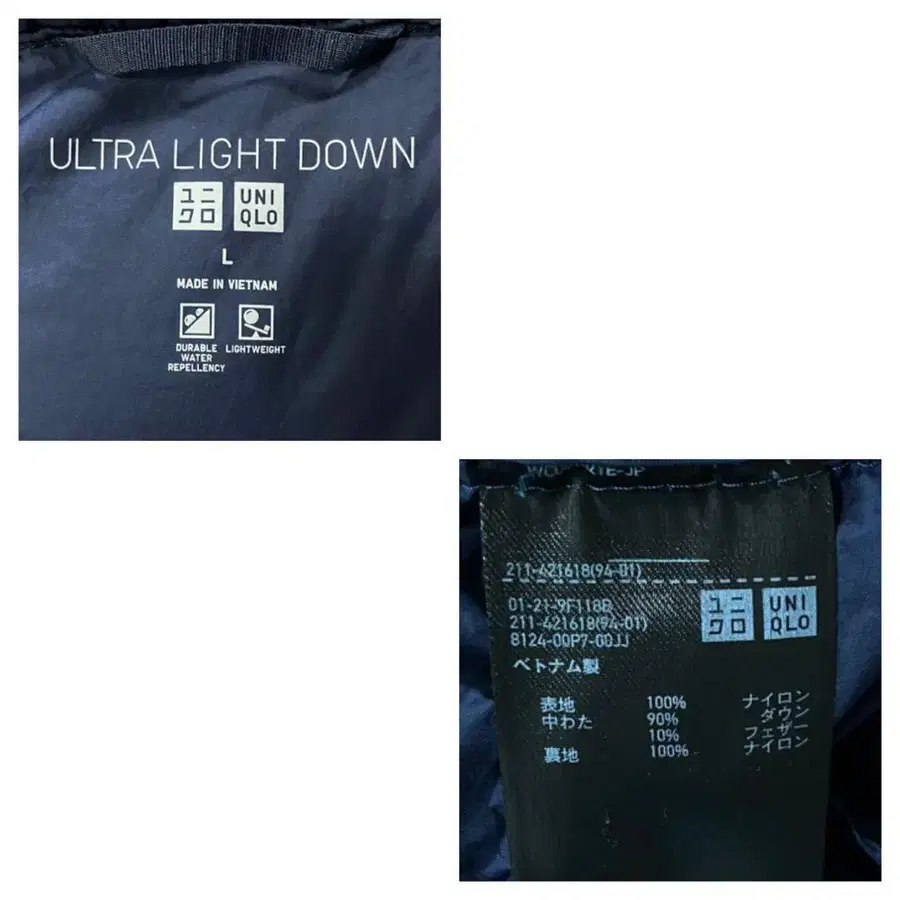 ULTRA LIGHT DOWN
ユニ UNI
クロ QLO
L
MADE IN VIETNAM
DURABLE LIGHTWEIGHT
WATER
REPELLENCY
211-421618(94-01)
01-21-9F118B
211-421618(94-01)
8124-00P7-00JJ
ユニ UNI
クロ QLO
ベトナム製
表地 100% ナイロン
中わた 90% ダウン
10% フェザー
裏地 100% ナイロン